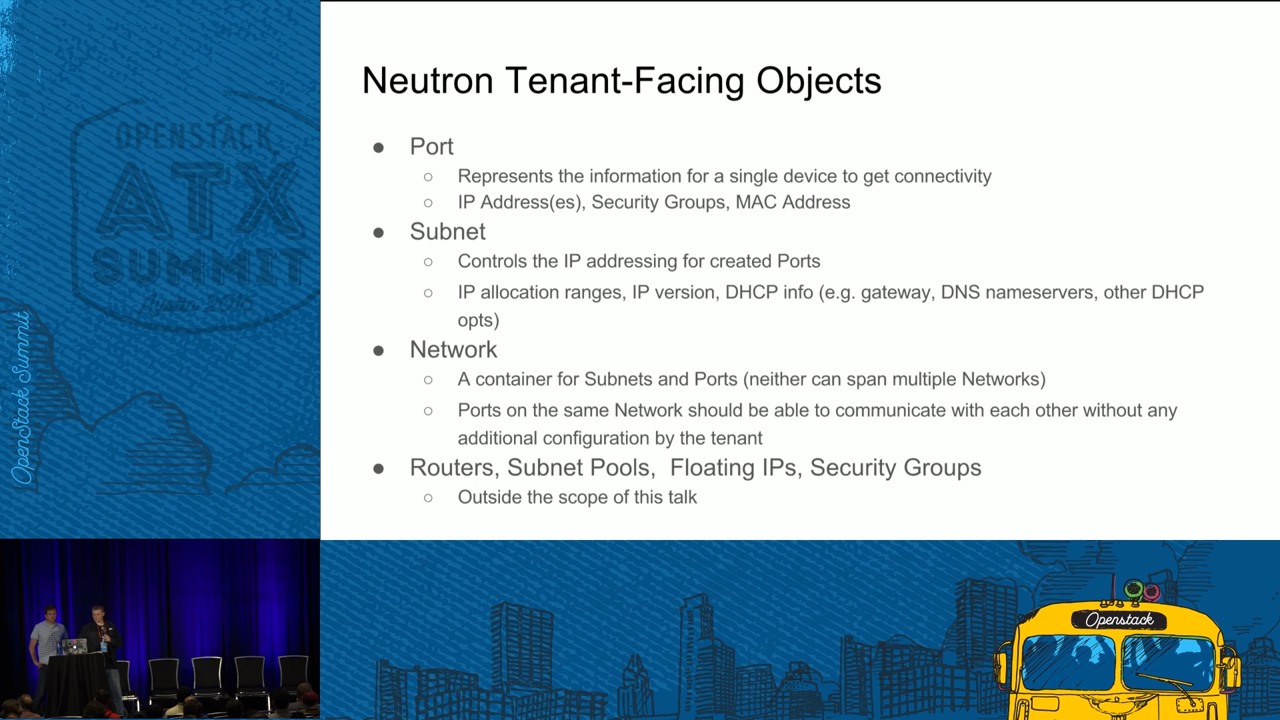 Neutron Tenant-Facing Objects
● Port
○ Represents the information for a single device to get connectivity
○ IP Address(es), Security Groups, MAC Address
● Subnet
○ Controls the IP addressing for created Ports
○ IP allocation ranges, IP version, DHCP info (e.g. gateway, DNS nameservers, other DHCP
opts)
● Network
○ A container for Subnets and Ports (neither can span multiple Networks)
○ Ports on the same Network should be able to communicate with each other without any
additional configuration by the tenant
● Routers, Subnet Pools,  Floating IPs, Security Groups
○ Outside the scope of this talk
OPENSTACK
ATX
SUMMIT
OpenStack Summit
Openstack